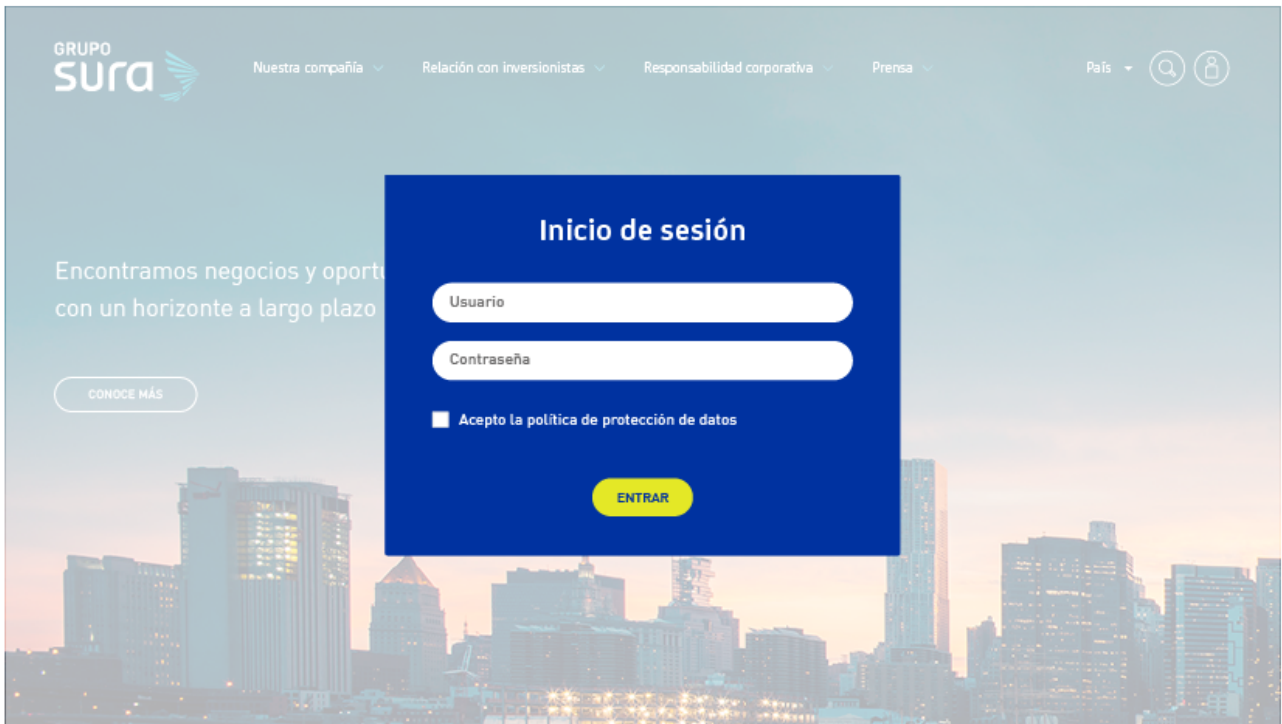 GRUPO
sura
Nuestra compañía
Relación con inversionistas
Responsabilidad corporativa
Prensa
País
Inicio de sesión
Encontramos negocios y oportu
con un horizonte a largo plazo
CONOCE MÁS
Usuario
Contraseña
Acepto la política de protección de datos
ENTRAR